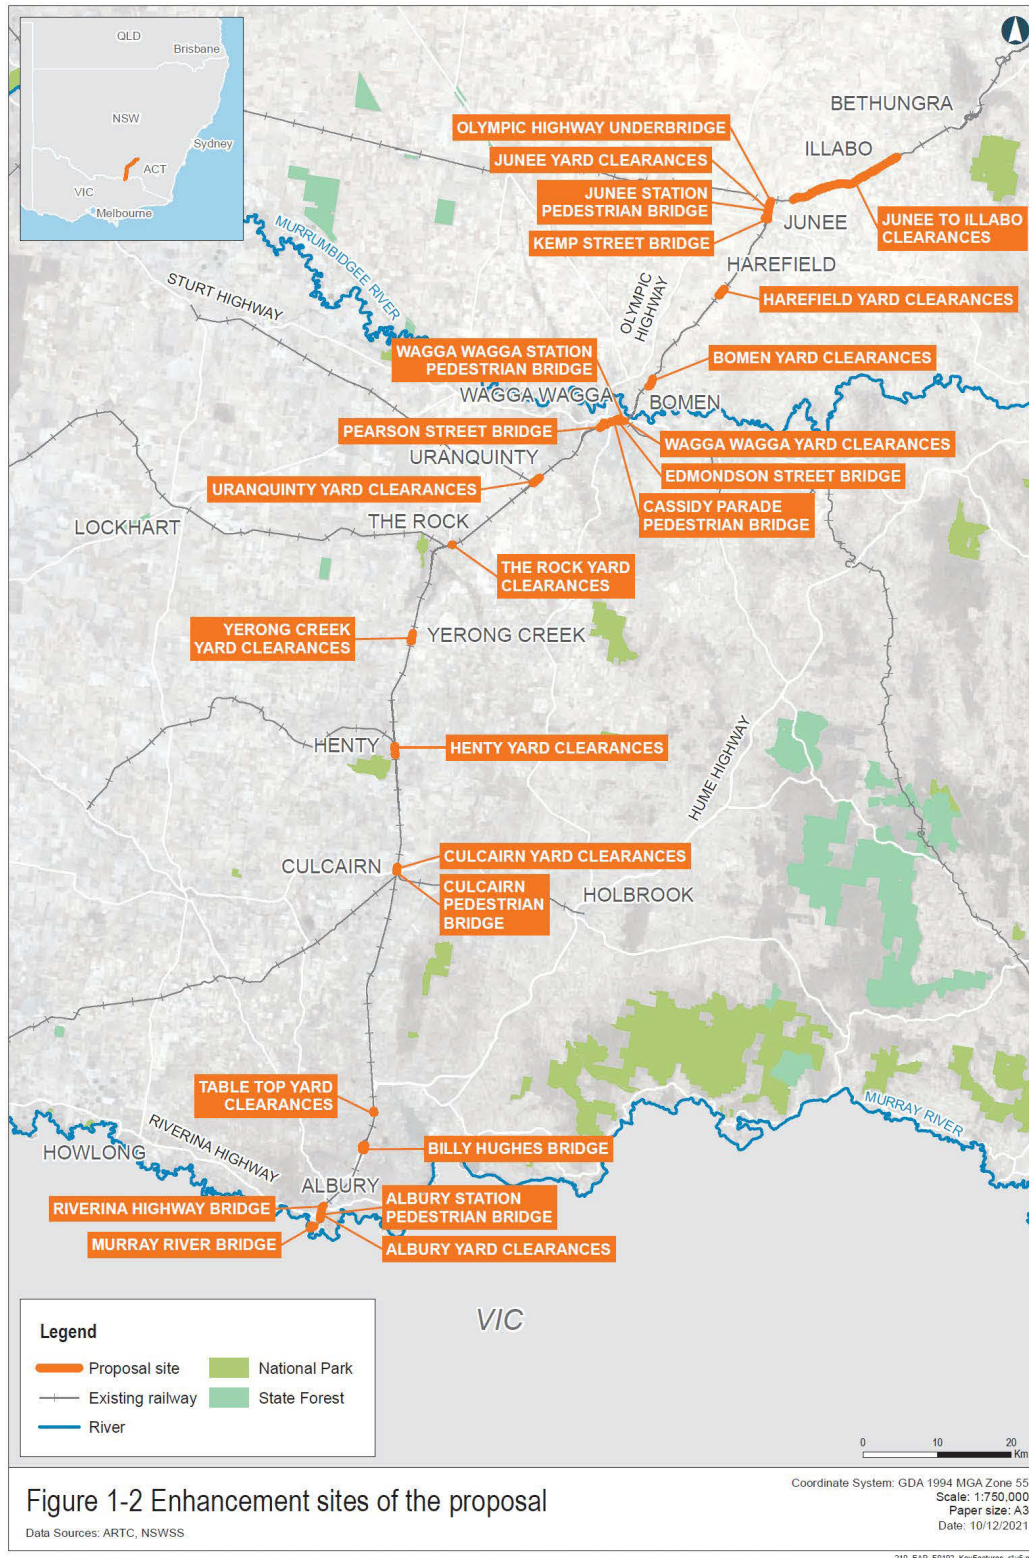 QLD
Brisbane
NSW
Sydney
ACT
VIC
Melbourne
BETHUNGRA
OLYMPIC HIGHWAY UNDERBRIDGE
ILLABO
JUNEE YARD CLEARANCES
JUNEE STATION
PEDESTRIAN BRIDGE
JUNEE
JUNEE TO ILLABO
CLEARANCES
KEMP STREET BRIDGE
MURRUMBIDGEE RIVER
HAREFIELD
STURT HIGHWAY
OLYMPIC
HIGHWAY
HAREFIELD YARD CLEARANCES
WAGGA WAGGA STATION
PEDESTRIAN BRIDGE
BOMEN YARD CLEARANCES
WAGGA WAGGA
BOMEN
PEARSON STREET BRIDGE
WAGGA WAGGA YARD CLEARANCES
URANQUINTY
EDMONDSON STREET BRIDGE
URANQUINTY YARD CLEARANCES
CASSIDY PARADE
PEDESTRIAN BRIDGE
LOCKHART
THE ROCK
THE ROCK YARD
CLEARANCES
YERONG CREEK
YARD CLEARANCES
YERONG CREEK
HENTY
HENTY YARD CLEARANCES
HUME HIGHWAY
CULCAIRN
CULCAIRN YARD CLEARANCES
CULCAIRN
PEDESTRIAN
BRIDGE
HOLBROOK
TABLE TOP YARD
CLEARANCES
MURRAY RIVER
RIVERINA HIGHWAY
HOWLONG
BILLY HUGHES BRIDGE
ALBURY
RIVERINA HIGHWAY BRIDGE
ALBURY STATION
PEDESTRIAN BRIDGE
MURRAY RIVER BRIDGE
ALBURY YARD CLEARANCES
VIC
Legend
Proposal site
National Park
Existing railway
State Forest
River
0 10 20
Km
Figure 1-2 Enhancement sites of the proposal
Data Sources: ARTC, NSWSS
Coordinate System: GDA 1994 MGA Zone 55
Scale: 1:750,000
Paper size: A3
Date: 10/12/2021